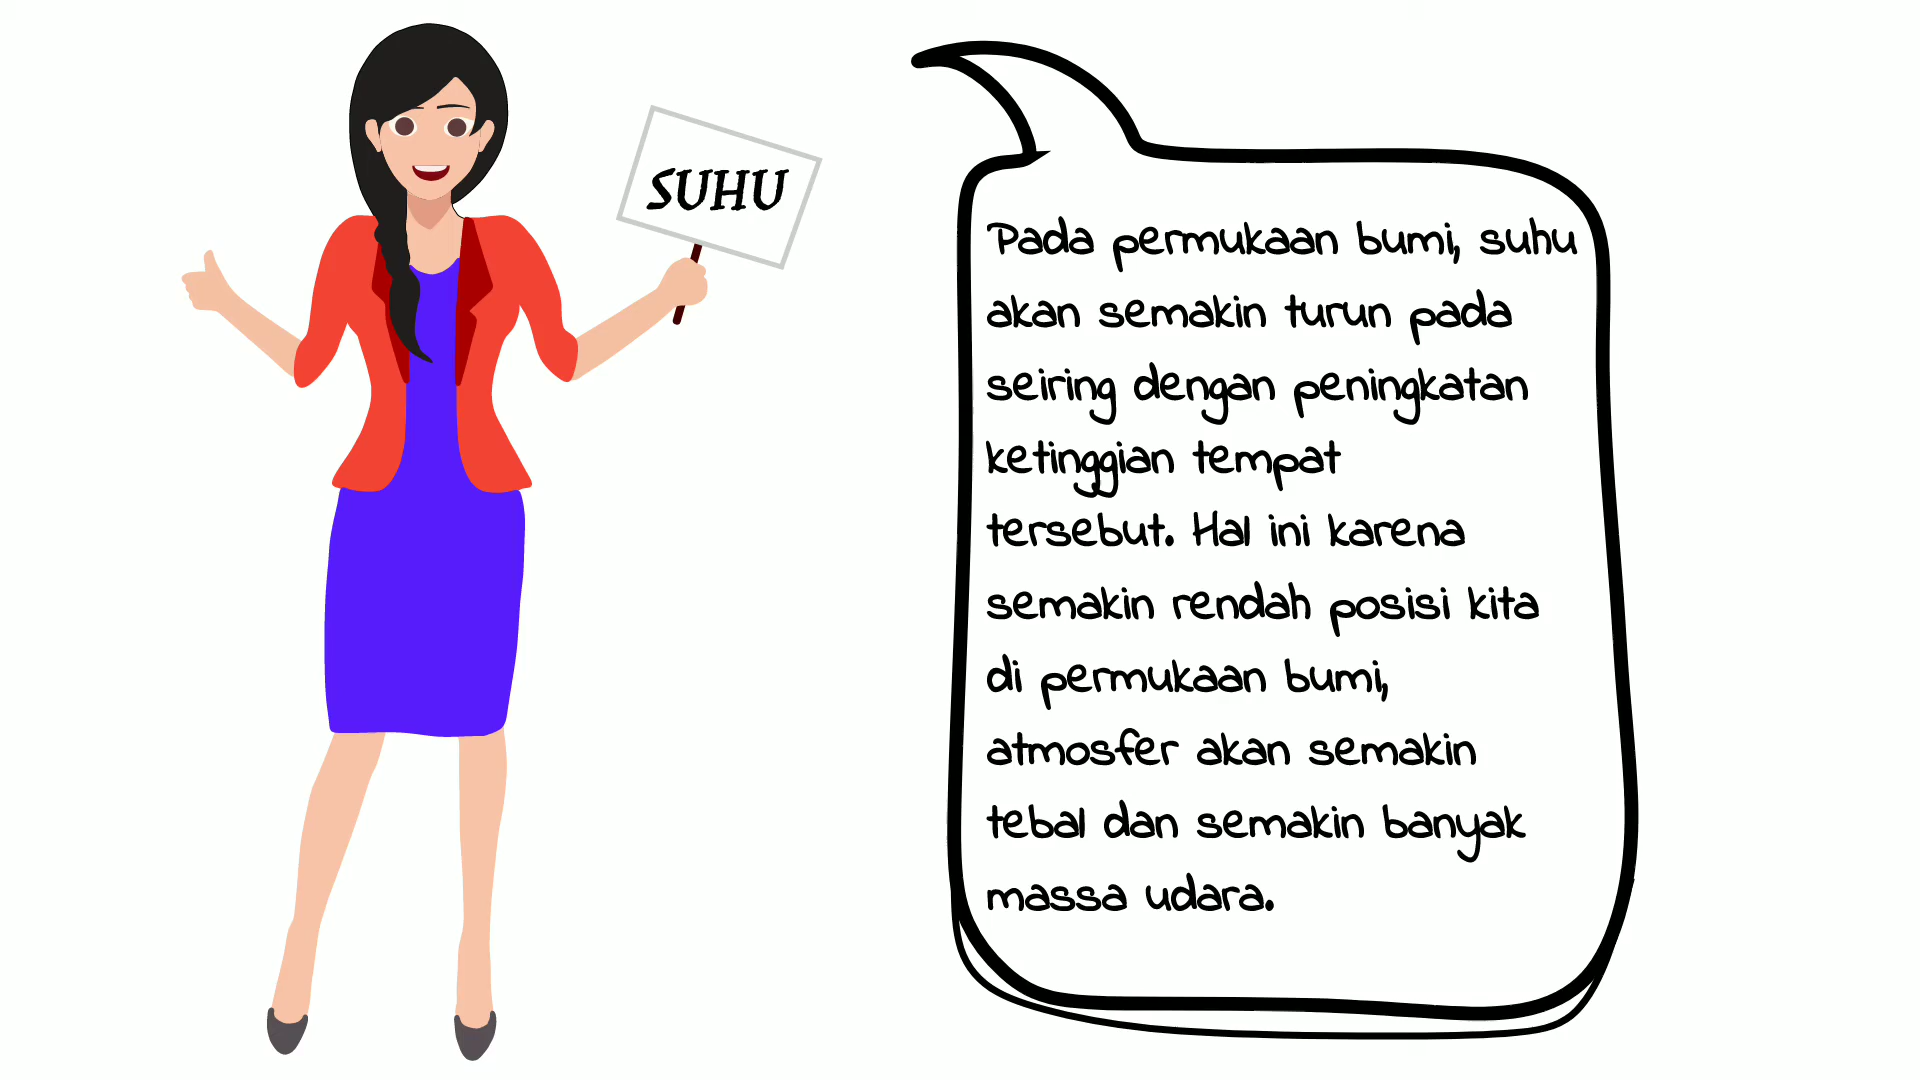 SUHU
Pada permukaan bumi, suhu
akan semakin turun pada
seiring dengan peningkatan
ketinggian tempat
tersebut. Hal ini karena
semakin rendah posisi kita
di permukaan bumi,
atmosfer akan semakin
tebal dan semakin banyak
massa udara.